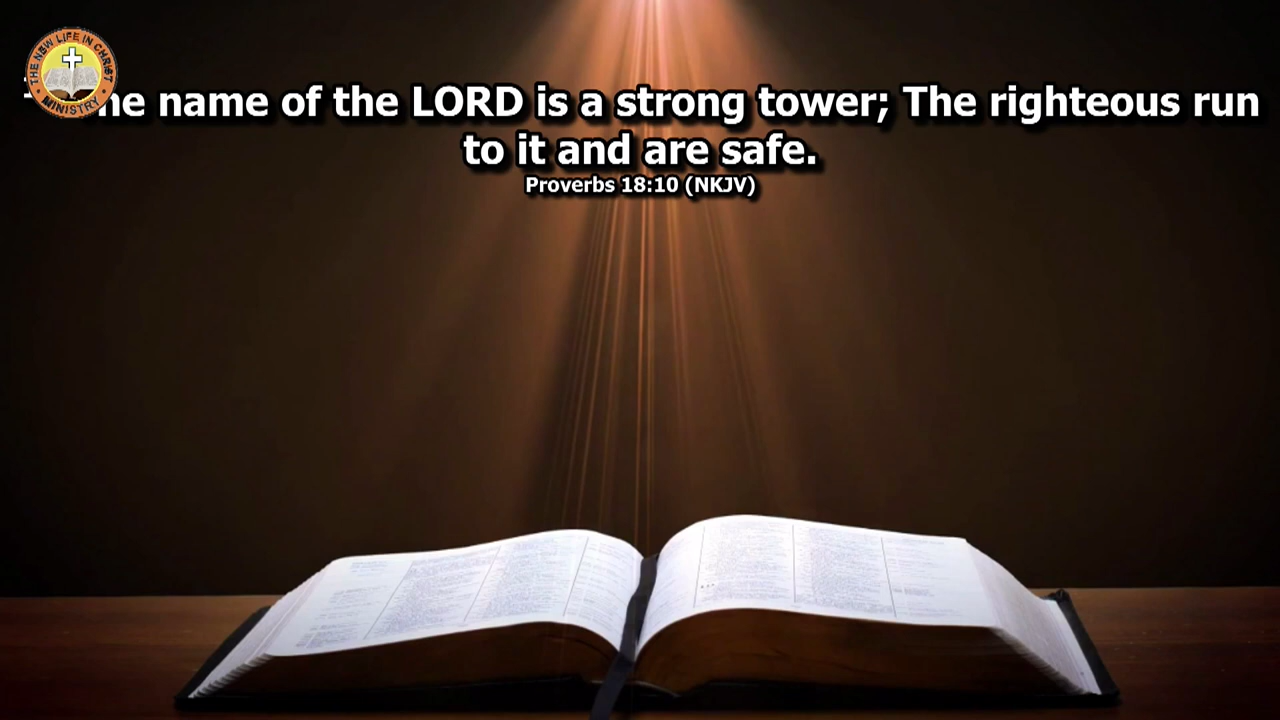 THE NEW LIFE IN CHRIST
MINISTRY
he name of the LORD is a strong tower; The righteous run
to it and are safe.
Proverbs 18:10 (NKJV)